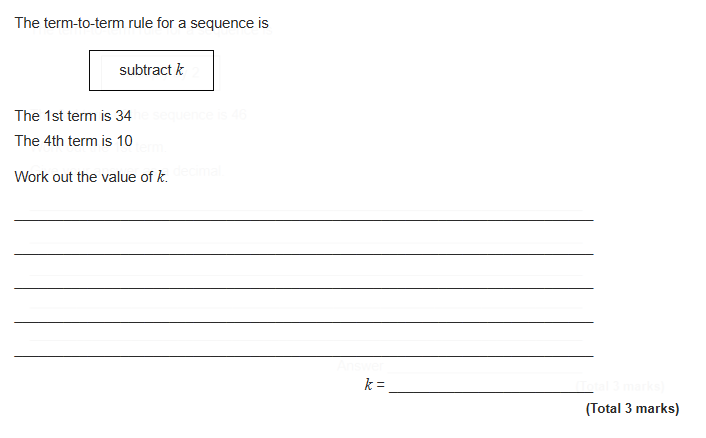 The term-to-term rule for a sequence is
subtract k
The 1st term is 34
The 4th term is 10
Work out the value of k.
k =
(Total 3 marks)